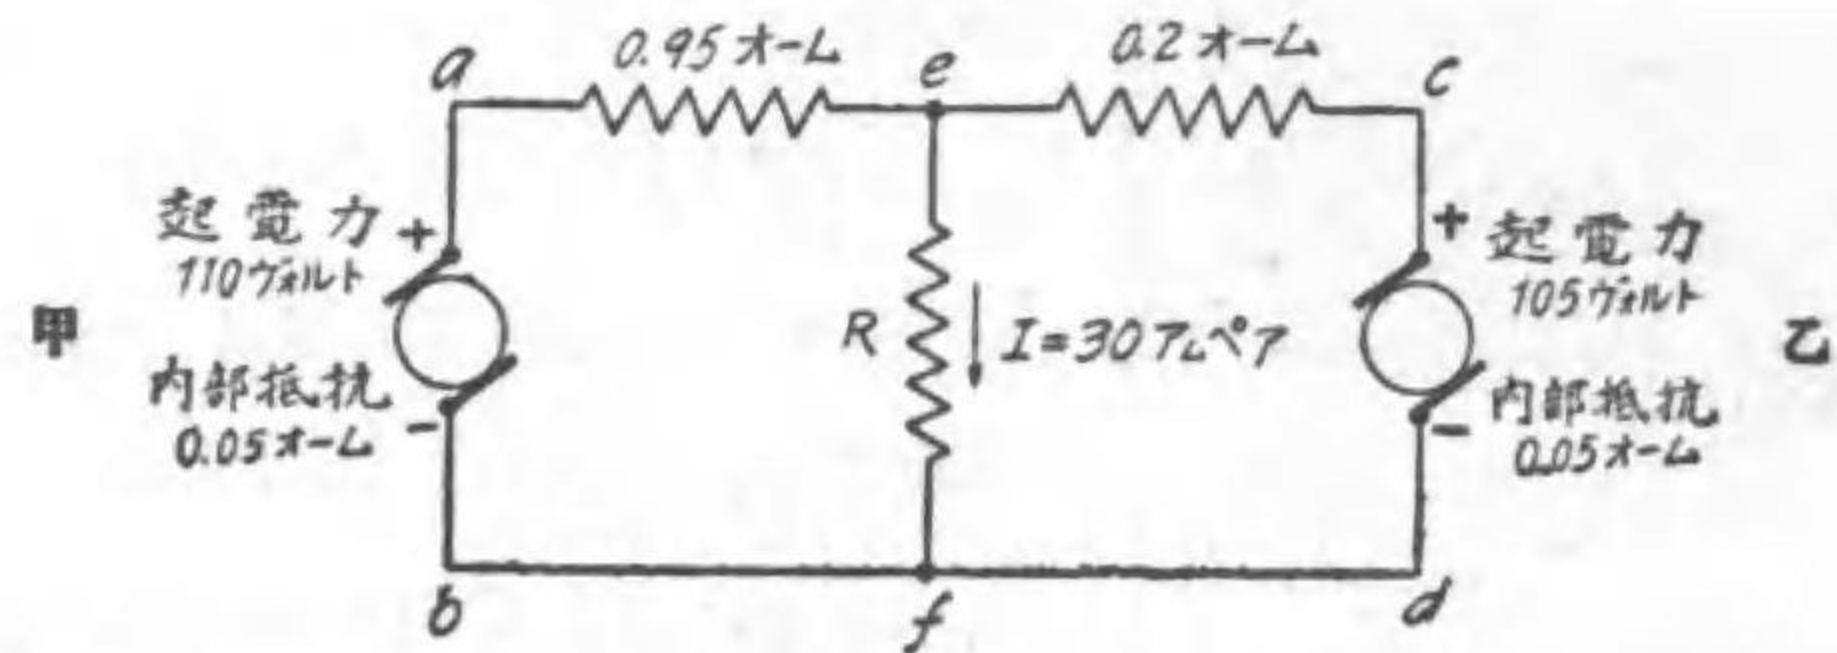 a
0.95オーム
e
0.2オーム
c
起電力
110ヴォルト
+
甲
内部抵抗
0.05オーム
-
R
I=30アムペア
+
起電力
105ヴォルト
乙
-
内部抵抗
0.05オーム
b
f
d